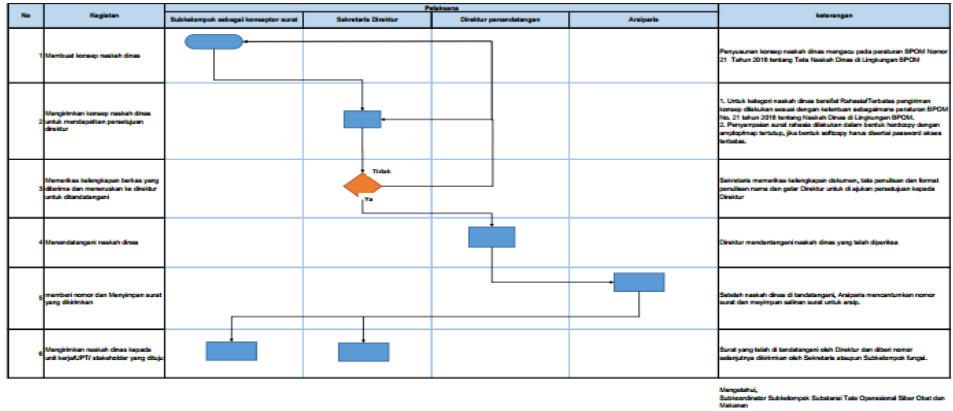 Pelaksana
No
Kegiatan
Subkelompok sebagai konseptor surat
Sekretaris Direktur
Direktur penandatangan
Arsiparis
keterangan
1
Membuat konsep naskah dinas
Penyusunan konsep naskah dinas mengacu pada peraturan BPOM Nomor
21 Tahun 2018 tentang Tata Naskah Dinas di Lingkungan BPOM
2
Mengirimkan konsep naskah dinas
untuk mendapatkan persetujuan
direktur
1. Untuk kategori naskah dinas bersifat Rahasia/Terbatas pengiriman
konsep dilakukan sesuai dengan ketentuan sebagaimana peraturan BPOM
No. 21 tahun 2018 tentang Naskah Dinas di Lingkungan BPOM.
2. Penyampaian surat rahasia dilakukan dalam bentuk hardcopy dengan
amplop/map tertutup, jika bentuk softcopy harus disertai password akses
terbatas.
3
Memeriksa kelengkapan berkas yang
diterima dan meneruskan ke direktur
untuk ditandatangani
Tidak
Ya
Sekretaris memeriksa kelengkapan dokumen, tata penulisan dan format
penulisan nama dan gelar Direktur untuk di ajukan persetujuan kepada
Direktur
4
Menandatangani naskah dinas
Direktur mendantangani naskah dinas yang telah diperiksa
5
memberi nomor dan Menyimpan surat
yang dikirimkan
Setelah naskah dinas di tandatangani, Arsiparis mencantumkan nomor
surat dan meyimpan salinan surat untuk arsip.
6
Mengirimkan naskah dinas kepada
unit kerja/UPT/ stakeholder yang dituju
Surat yang telah di tandatangani oleh Direktur dan diberi nomor
selanjutnya dikirimkan oleh Sekretaris ataupun Subkelompok fungsi.
Mengetahui,
Subkoordinator Subkelompok Substansi Tata Operasional Siber Obat dan
Makanan